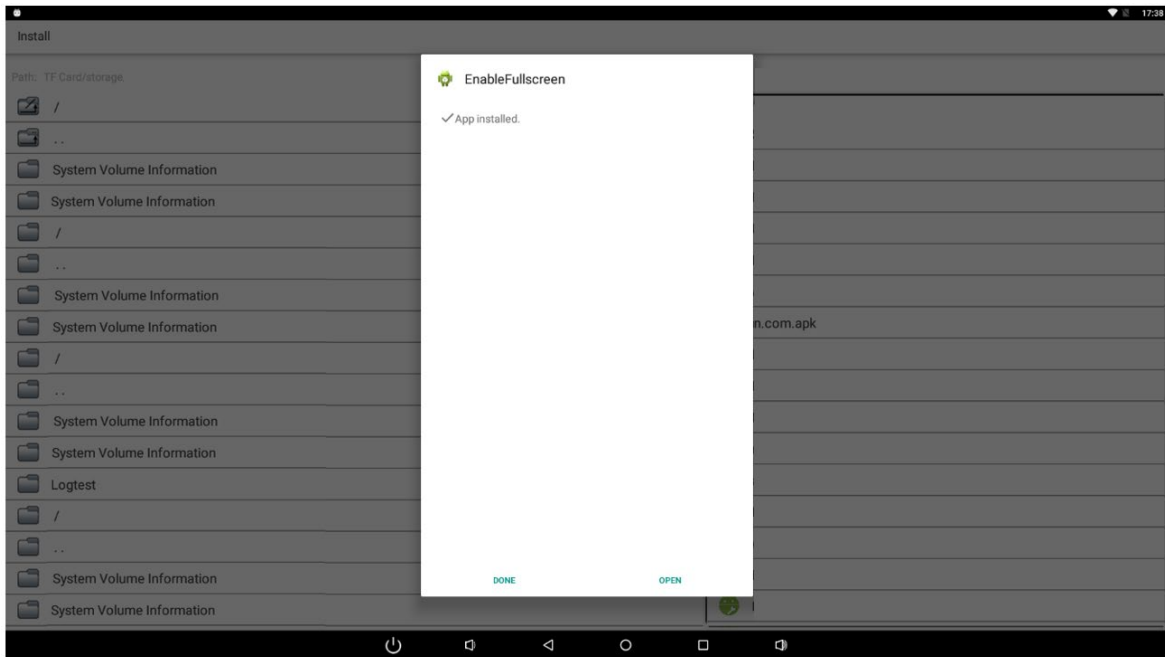 17:38
Install
Path: TF Card/storage
/
..
System Volume Information
System Volume Information
/
..
System Volume Information
System Volume Information
/
..
System Volume Information
System Volume Information
Logtest
/
..
System Volume Information
System Volume Information
EnableFullscreen
App installed.
DONE
OPEN
n.com.apk